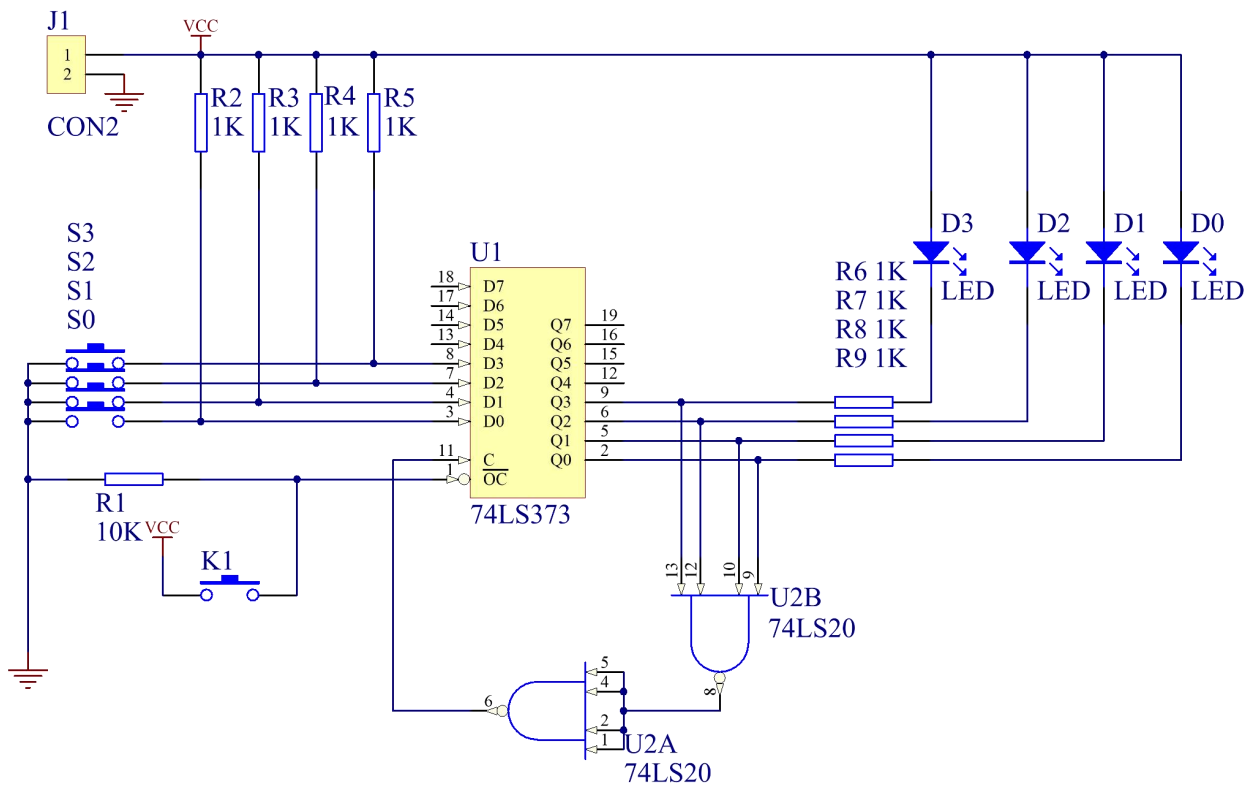 J1
VCC
1
2
CON2
R2
1K
R3
1K
R4
1K
R5
1K
S3
S2
S1
S0
U1
18 D7
17 D6
14 D5
13 D4
8 D3
7 D2
4 D1
3 D0
11 C
1 OC
Q7 19
Q6 16
Q5 15
Q4 12
Q3 9
Q2 6
Q1 5
Q0 2
74LS373
D3
LED
D2
LED
D1
LED
D0
LED
R6 1K
R7 1K
R8 1K
R9 1K
R1
10K
VCC
K1
13
12
10
9
U2B
74LS20
8
5
4
2
1
6
U2A
74LS20